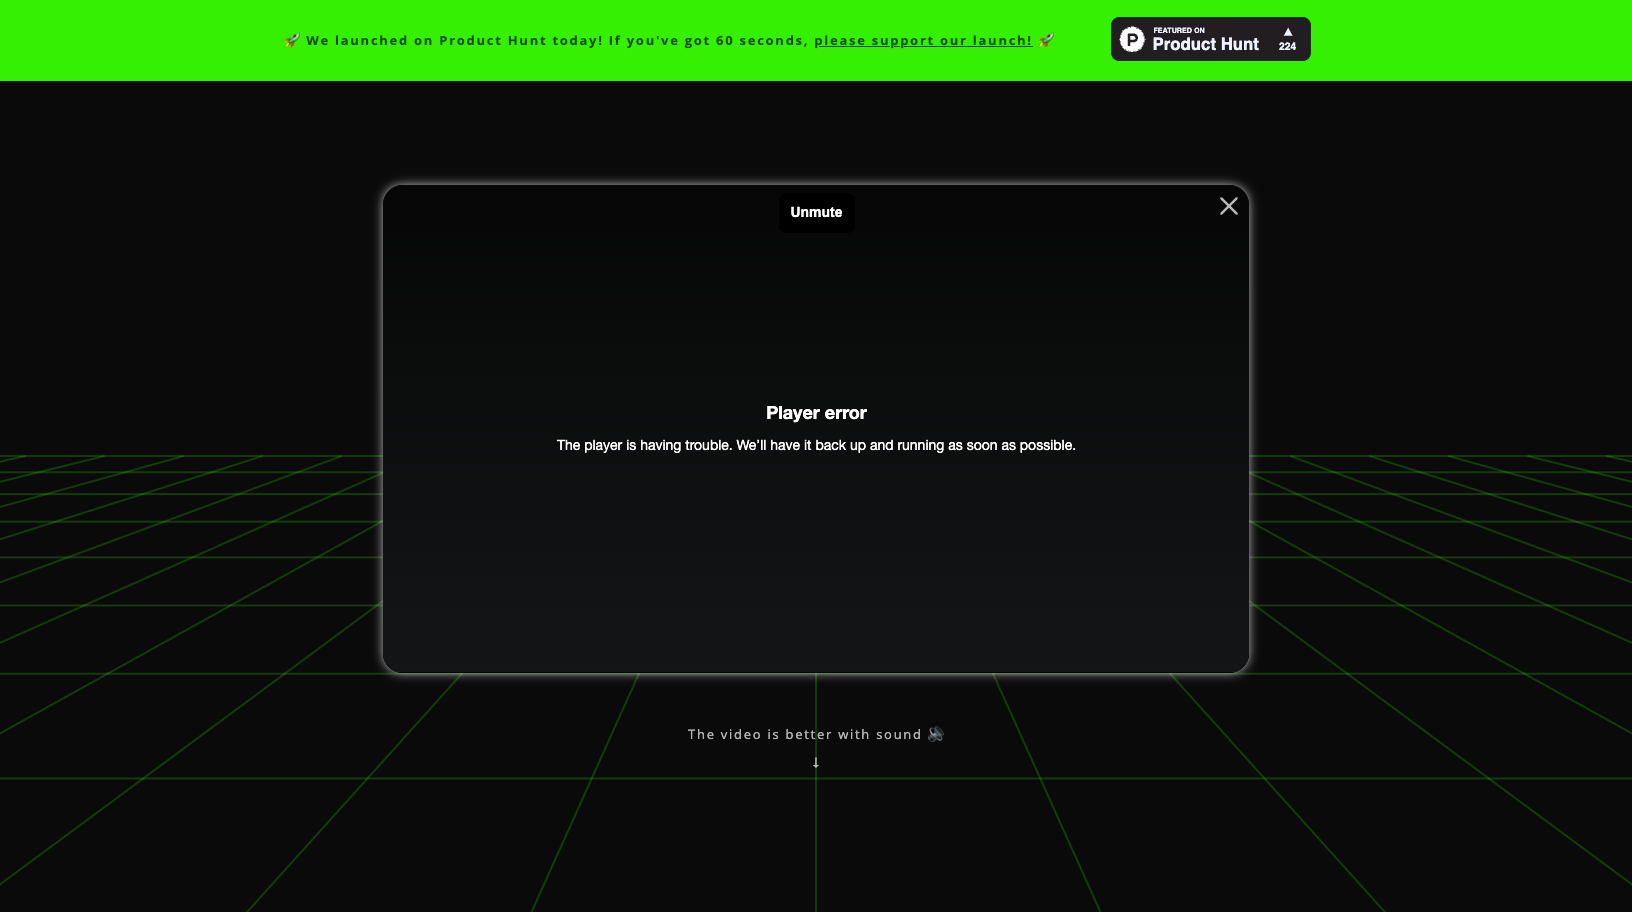 🚀 We launched on Product Hunt today! If you've got 60 seconds, please support our launch! 🚀
FEATURED ON
Product Hunt
▲
224
Unmute
Player error
The player is having trouble. We’ll have it back up and running as soon as possible.
The video is better with sound 🔊
↓